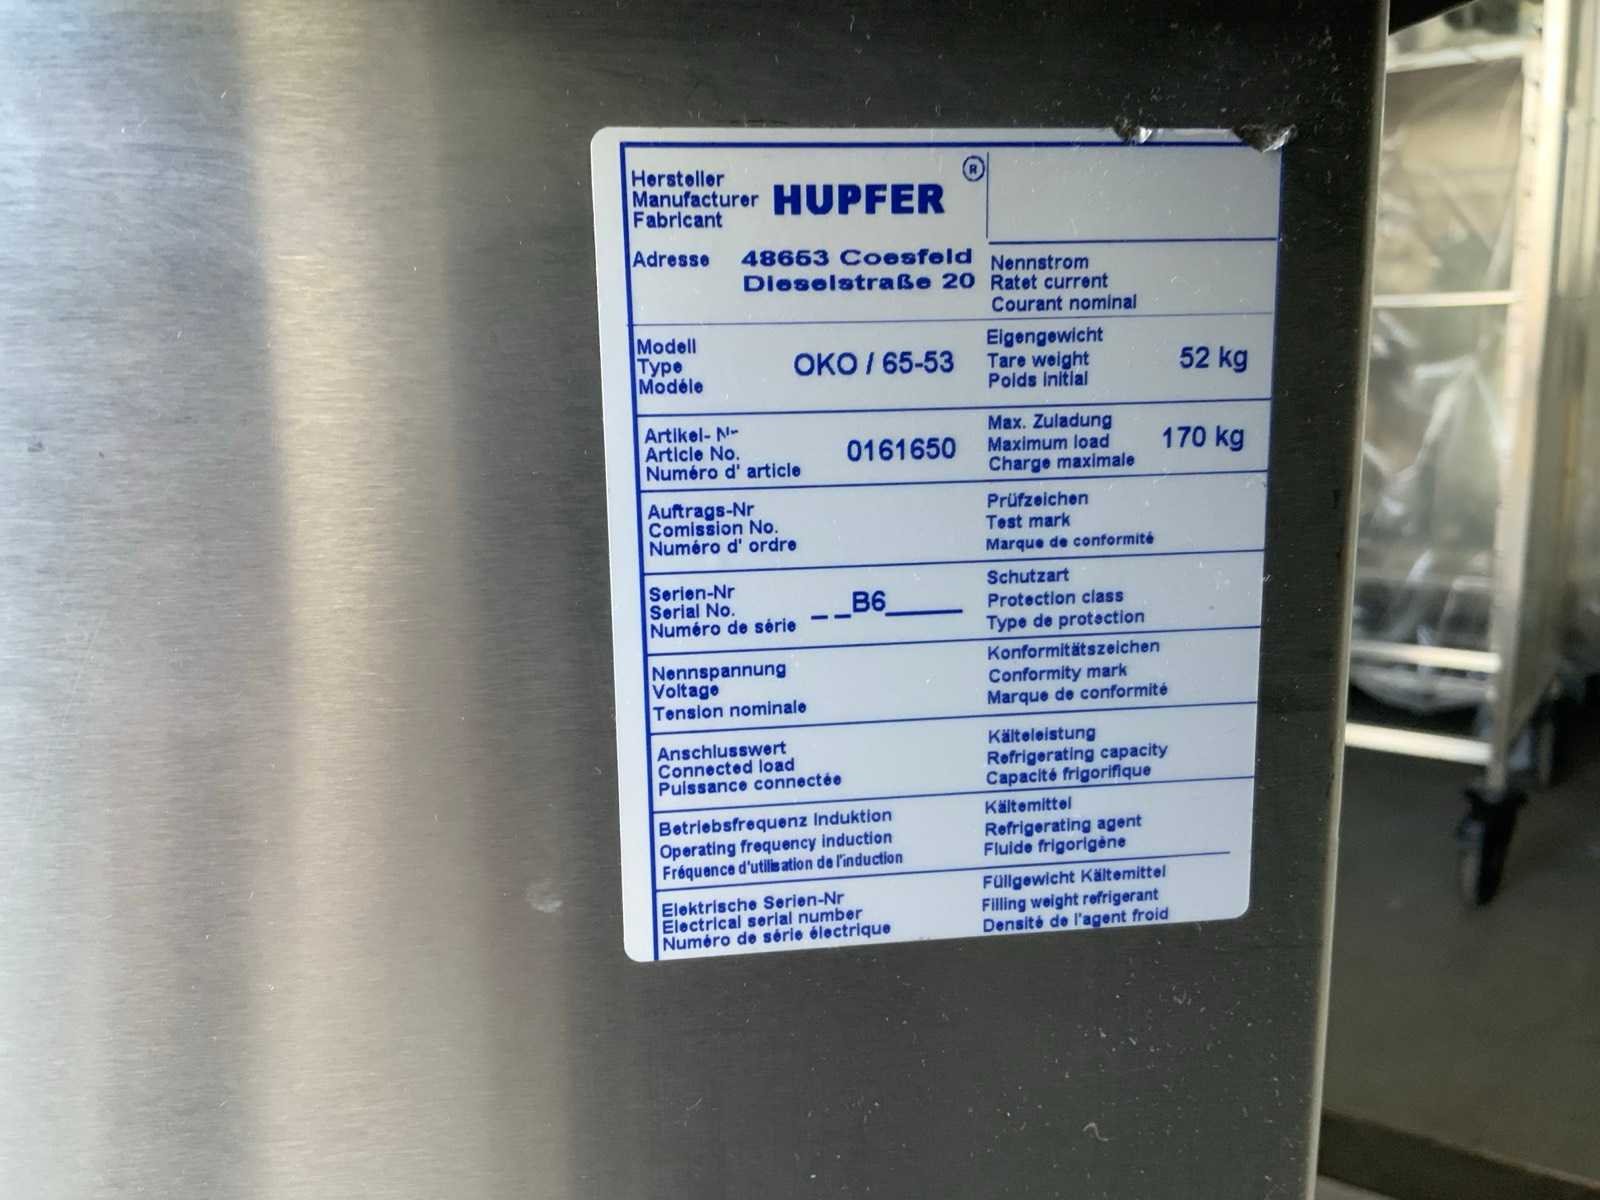 Hersteller
Manufacturer
Fabricant
HUPFER ®
Adresse 48653 Coesfeld
Dieselstraße 20
Nennstrom
Ratet current
Courant nominal
Modell
Type
Modéle
OKO / 65-53
Eigengewicht
Tare weight
Poids initial
52 kg
Artikel- Nr
Article No.
Numéro d' article
0161650
Max. Zuladung
Maximum load
Charge maximale
170 kg
Auftrags-Nr
Comission No.
Numéro d' ordre
Prüfzeichen
Test mark
Marque de conformité
Serien-Nr
Serial No.
Numéro de série
_ _B6_____
Schutzart
Protection class
Type de protection
Nennspannung
Voltage
Tension nominale
Konformitätszeichen
Conformity mark
Marque de conformité
Anschlusswert
Connected load
Puissance connectée
Kälteleistung
Refrigerating capacity
Capacité frigorifique
Betriebsfrequenz Induktion
Operating frequency induction
Fréquence d'utilisation de l'induction
Kältemittel
Refrigerating agent
Fluide frigorigène
Elektrische Serien-Nr
Electrical serial number
Numéro de série électrique
Füllgewicht Kältemittel
Filling weight refrigerant
Densité de l'agent froid